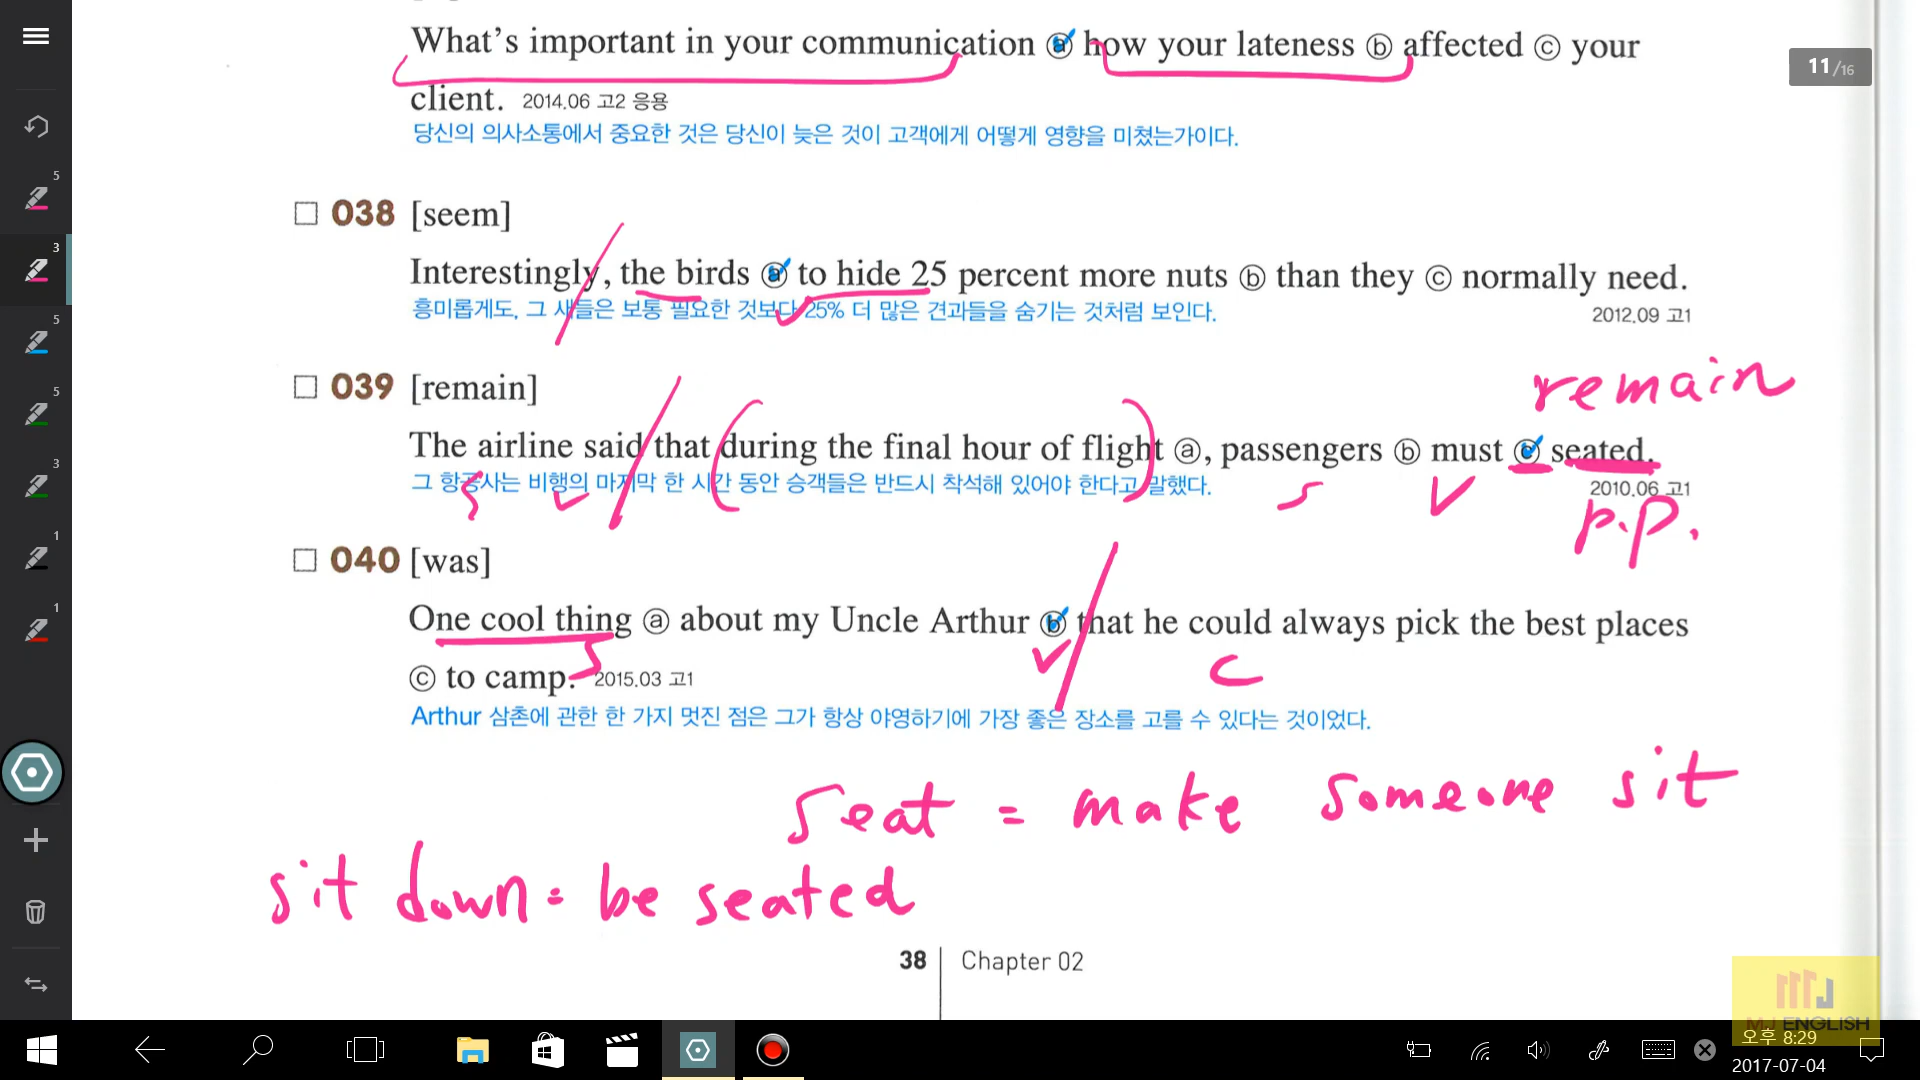 What's important in your communication ⓐ how your lateness ⓑ affected ⓒ your
11/16
client. 2014.06 고2 응용
당신의 의사소통에서 중요한 것은 당신이 늦은 것이 고객에게 어떻게 영향을 미쳤는가이다.
5
038 [seem]
3
Interestingly, the birds ⓐ to hide 25 percent more nuts ⓑ than they ⓒ normally need.
흥미롭게도, 그 새들은 보통 필요한 것보다 25% 더 많은 견과들을 숨기는 것처럼 보인다.
2012.09 고1
5
039 [remain]
remain
5
The airline said that during the final hour of flight ⓐ, passengers ⓑ must ⓒ seated.
그 항공사는 비행의 마지막 한 시간 동안 승객들은 반드시 착석해 있어야 한다고 말했다.
2010.06 고1
3
S V S V p.p.
1
040 [was]
1
One cool thing ⓐ about my Uncle Arthur ⓑ that he could always pick the best places
S V C
ⓒ to camp. 2015.03 고1
Arthur 삼촌에 관한 한 가지 멋진 점은 그가 항상 야영하기에 가장 좋은 장소를 고를 수 있다는 것이었다.
seat = make someone sit
sit down = be seated
38 Chapter 02
MJ ENGLISH
오후 8:29
2017-07-04